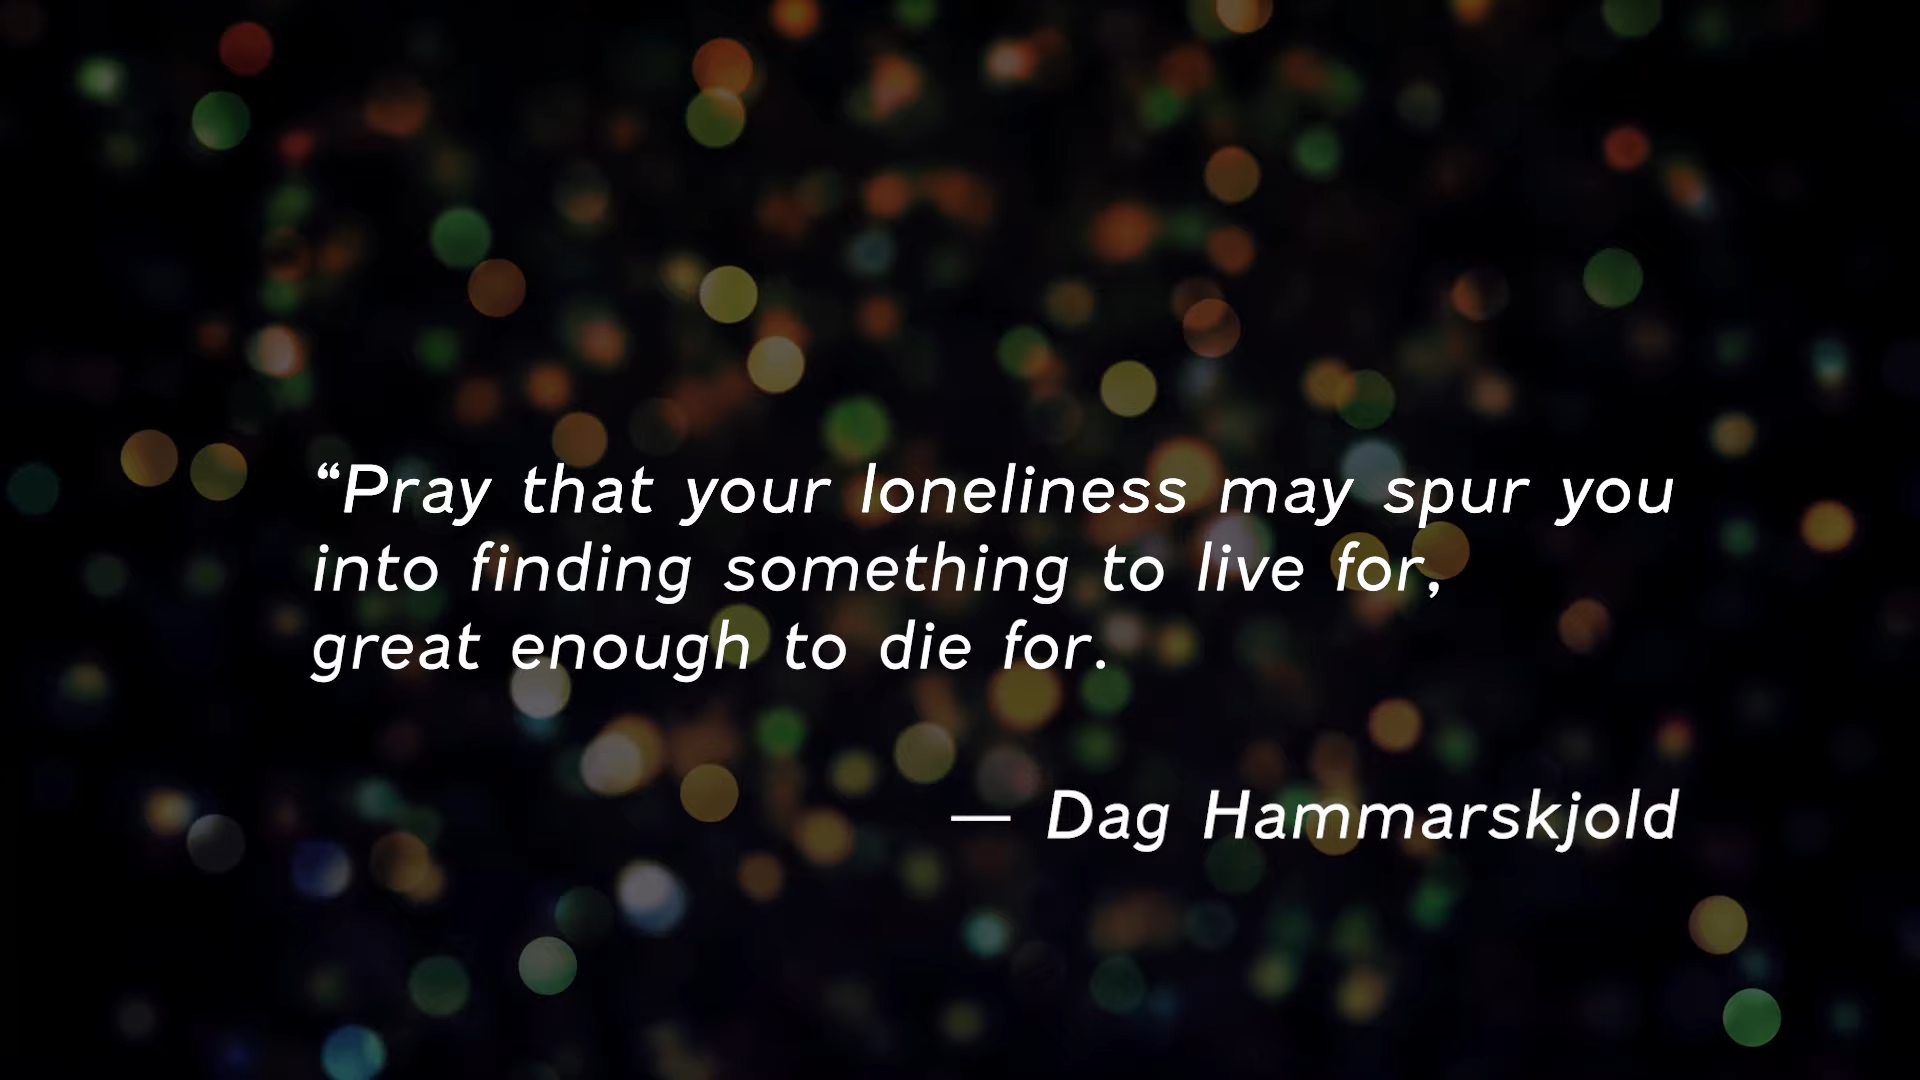 “Pray that your loneliness may spur you
into finding something to live for,
great enough to die for.
— Dag Hammarskjold